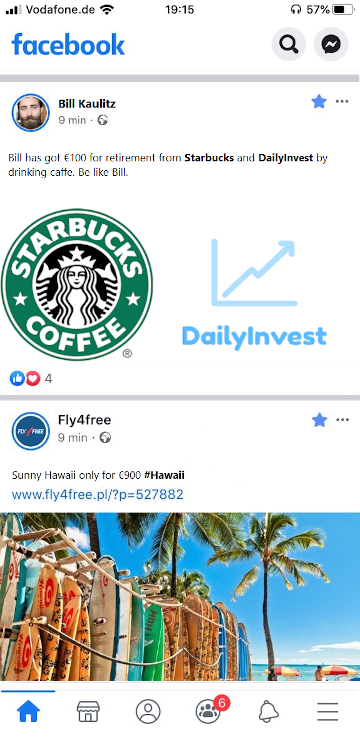 Vodafone.de 19:15 57%
facebook
Bill Kaulitz
9 min ·
Bill has got €100 for retirement from Starbucks and DailyInvest by
drinking caffe. Be like Bill.
STARBUCKS
COFFEE
®
DailyInvest
4
FLY4FREE
Fly4free
9 min ·
Sunny Hawaii only for €900 #Hawaii
www.fly4free.pl/?p=527882
6